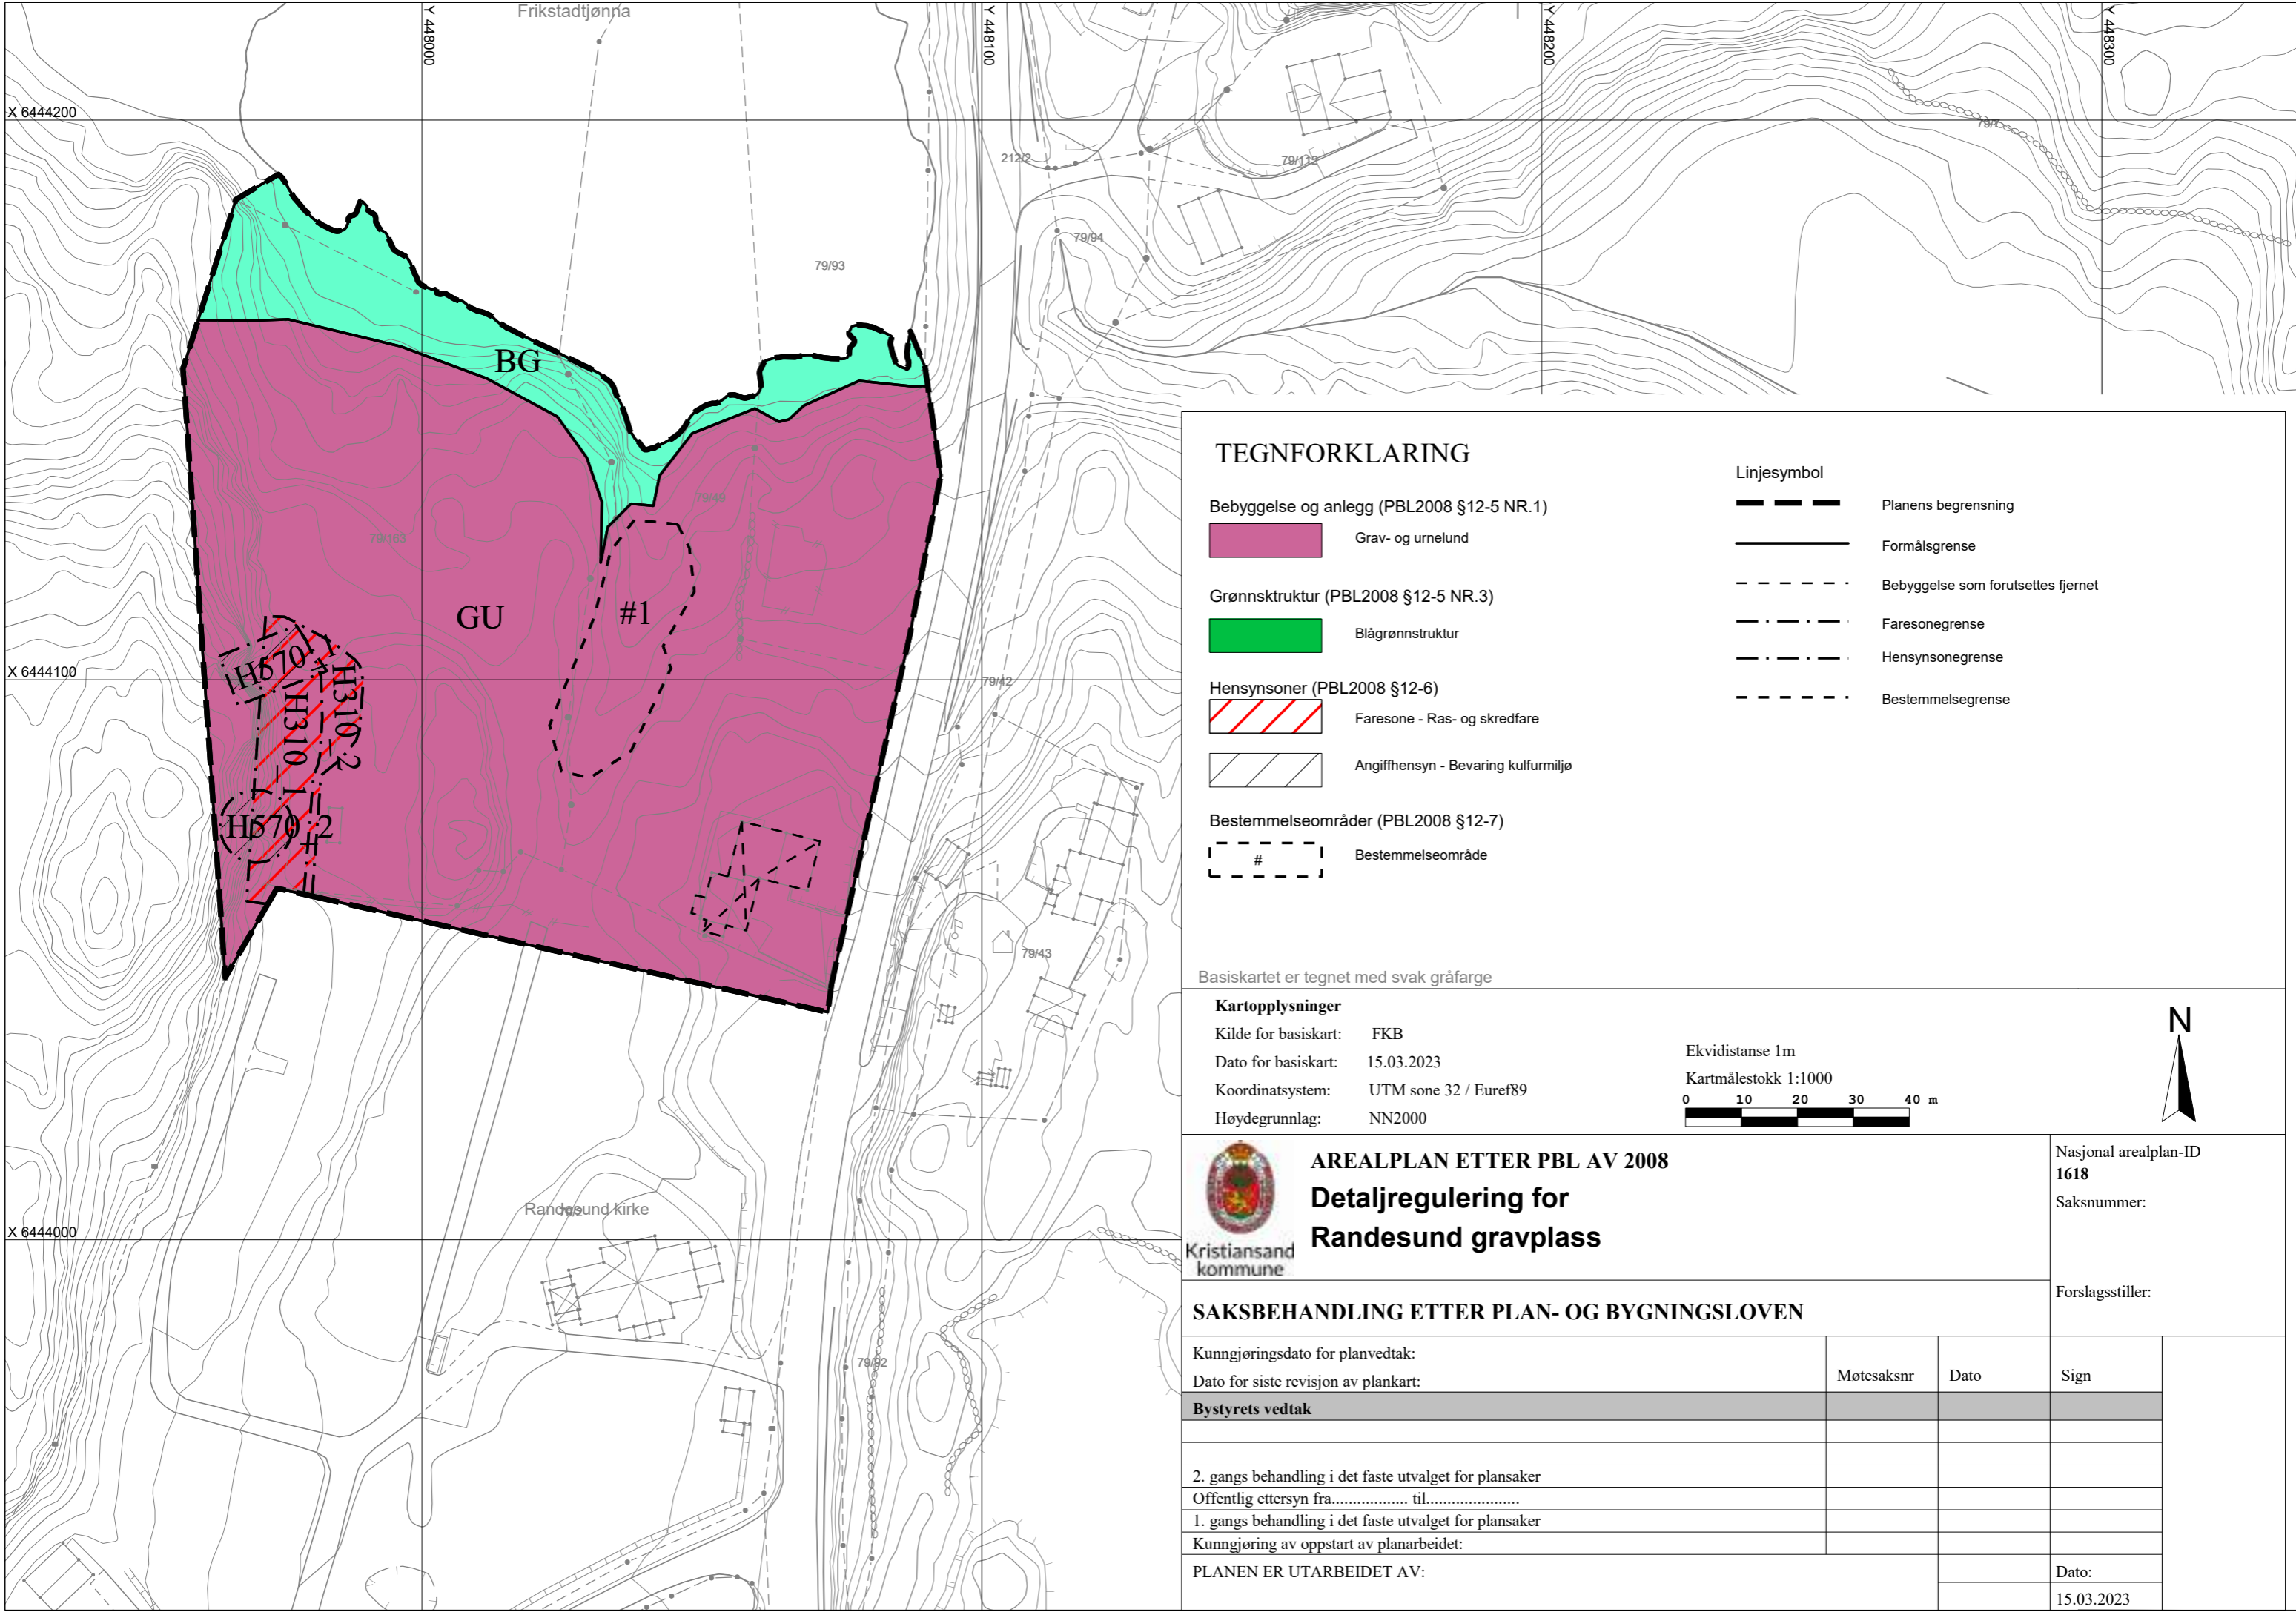 Frikstadtjønna
Y 448000
Y 448100
Y 448200
Y 448300
X 6444200
212/2
79/112
79/7
79/94
79/93
BG
79/49
79/163
GU
#1
H570_1
H310_2
H310_1
X 6444100
79/42
H570_2
79/43
Randesund kirke
79/2
X 6444000
79/92
TEGNFORKLARING
Bebyggelse og anlegg (PBL2008 §12-5 NR.1)
Grav- og urnelund
Grønnsktruktur (PBL2008 §12-5 NR.3)
Blågrønnstruktur
Hensynsoner (PBL2008 §12-6)
Faresone - Ras- og skredfare
Angiffhensyn - Bevaring kulfurmiljø
Bestemmelseområder (PBL2008 §12-7)
#
Bestemmelseområde
Linjesymbol
Planens begrensning
Formålsgrense
Bebyggelse som forutsettes fjernet
Faresonegrense
Hensynsonegrense
Bestemmelsegrense
Basiskartet er tegnet med svak gråfarge
Kartopplysninger
Kilde for basiskart: FKB
Dato for basiskart: 15.03.2023
Koordinatsystem: UTM sone 32 / Euref89
Høydegrunnlag: NN2000
Ekvidistanse 1m
Kartmålestokk 1:1000
0 10 20 30 40 m
N
Kristiansand
kommune
AREALPLAN ETTER PBL AV 2008
Detaljregulering for
Randesund gravplass
Nasjonal arealplan-ID
1618
Saksnummer:
Forslagsstiller:
SAKSBEHANDLING ETTER PLAN- OG BYGNINGSLOVEN
Kunngjøringsdato for planvedtak:
Dato for siste revisjon av plankart:
Møtesaksnr Dato Sign
Bystyrets vedtak
2. gangs behandling i det faste utvalget for plansaker
Offentlig ettersyn fra.................. til......................
1. gangs behandling i det faste utvalget for plansaker
Kunngjøring av oppstart av planarbeidet:
PLANEN ER UTARBEIDET AV:
Dato:
15.03.2023